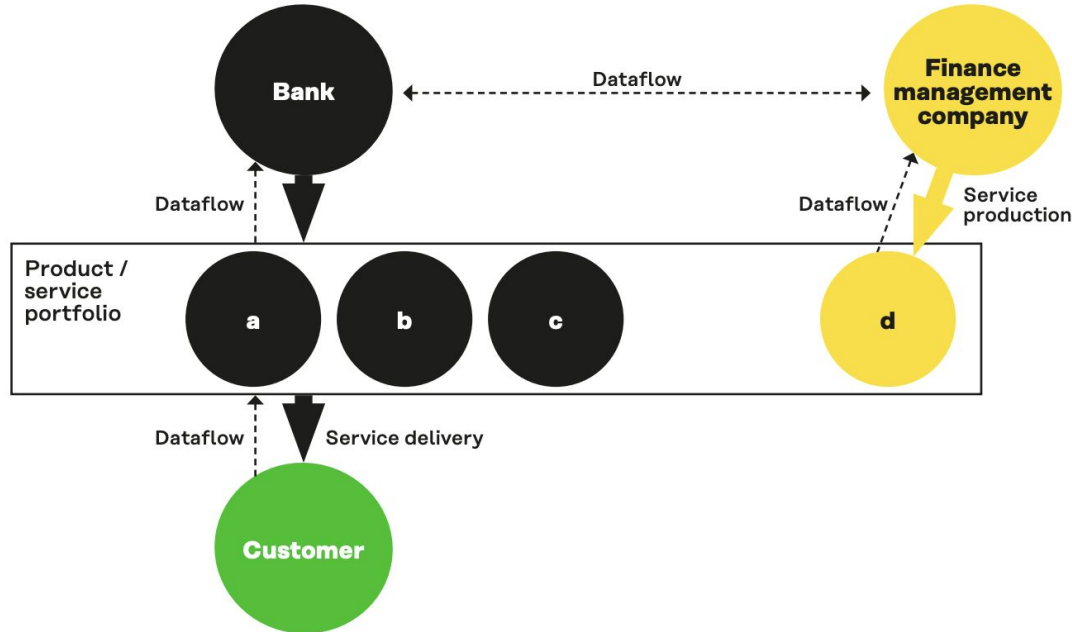 Bank
Dataflow
Finance
management
company
Dataflow
Dataflow
Service
production
Product /
service
portfolio
a
b
c
d
Dataflow
Service delivery
Customer